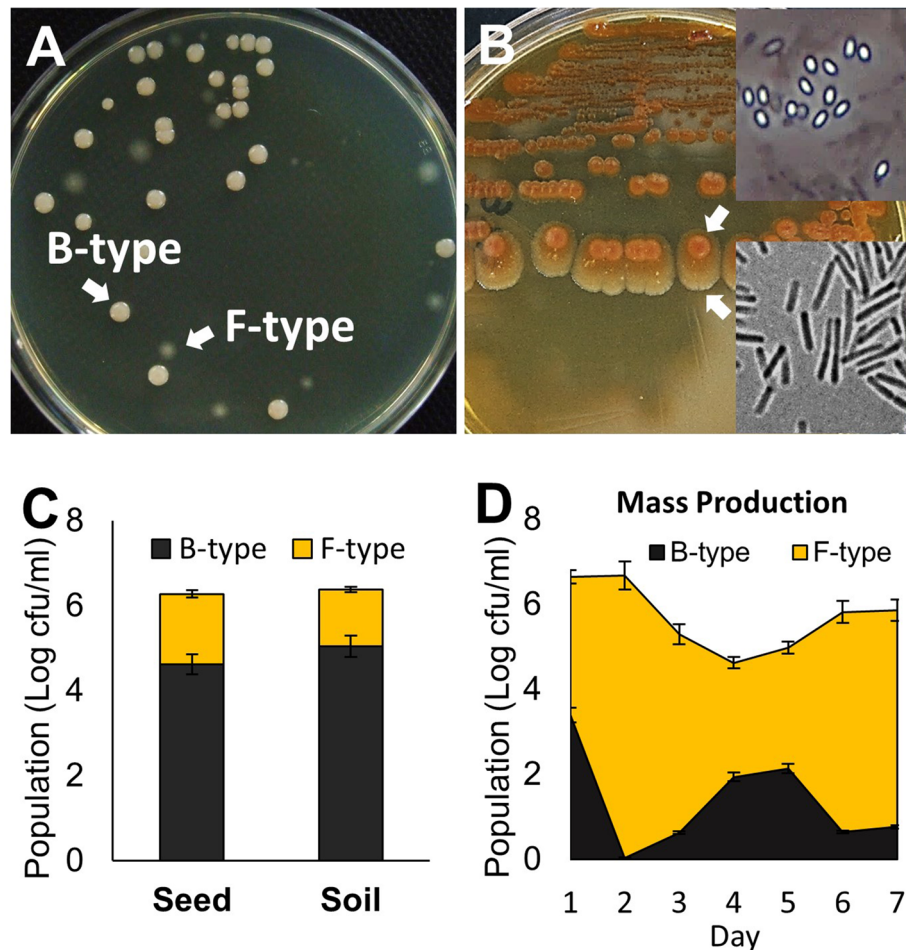 A
B-type
F-type
B
C
Population (Log cfu/ml)
8
6
4
2
0
B-type F-type
Seed Soil
D
Mass Production
Population (Log cfu/ml)
8
6
4
2
0
B-type F-type
1 2 3 4 5 6 7
Day